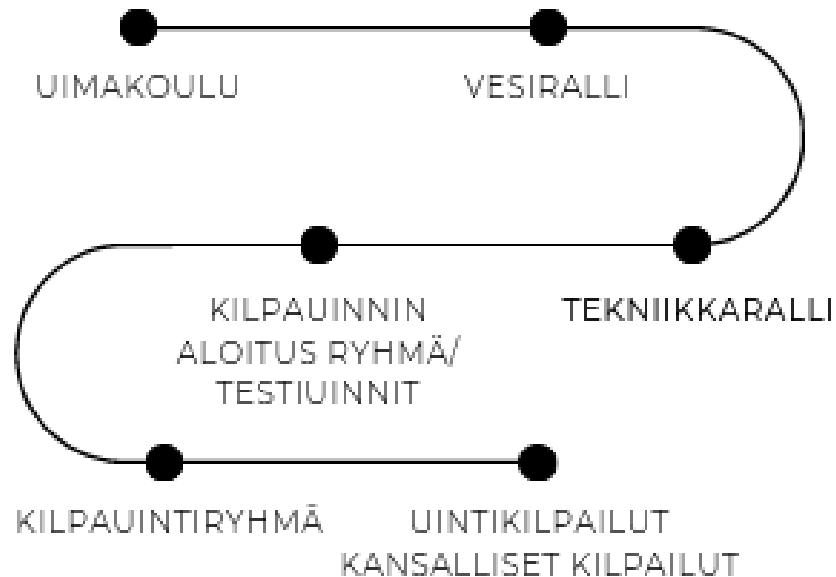 UIMAKOULU
VESIRALLI
TEKNIIKKARALLI
KILPAUINNIN
ALOITUS RYHMÄ/
TESTIUINNIT
KILPAUINTIRYHMÄ
UINTIKILPAILUT
KANSALLISET KILPAILUT